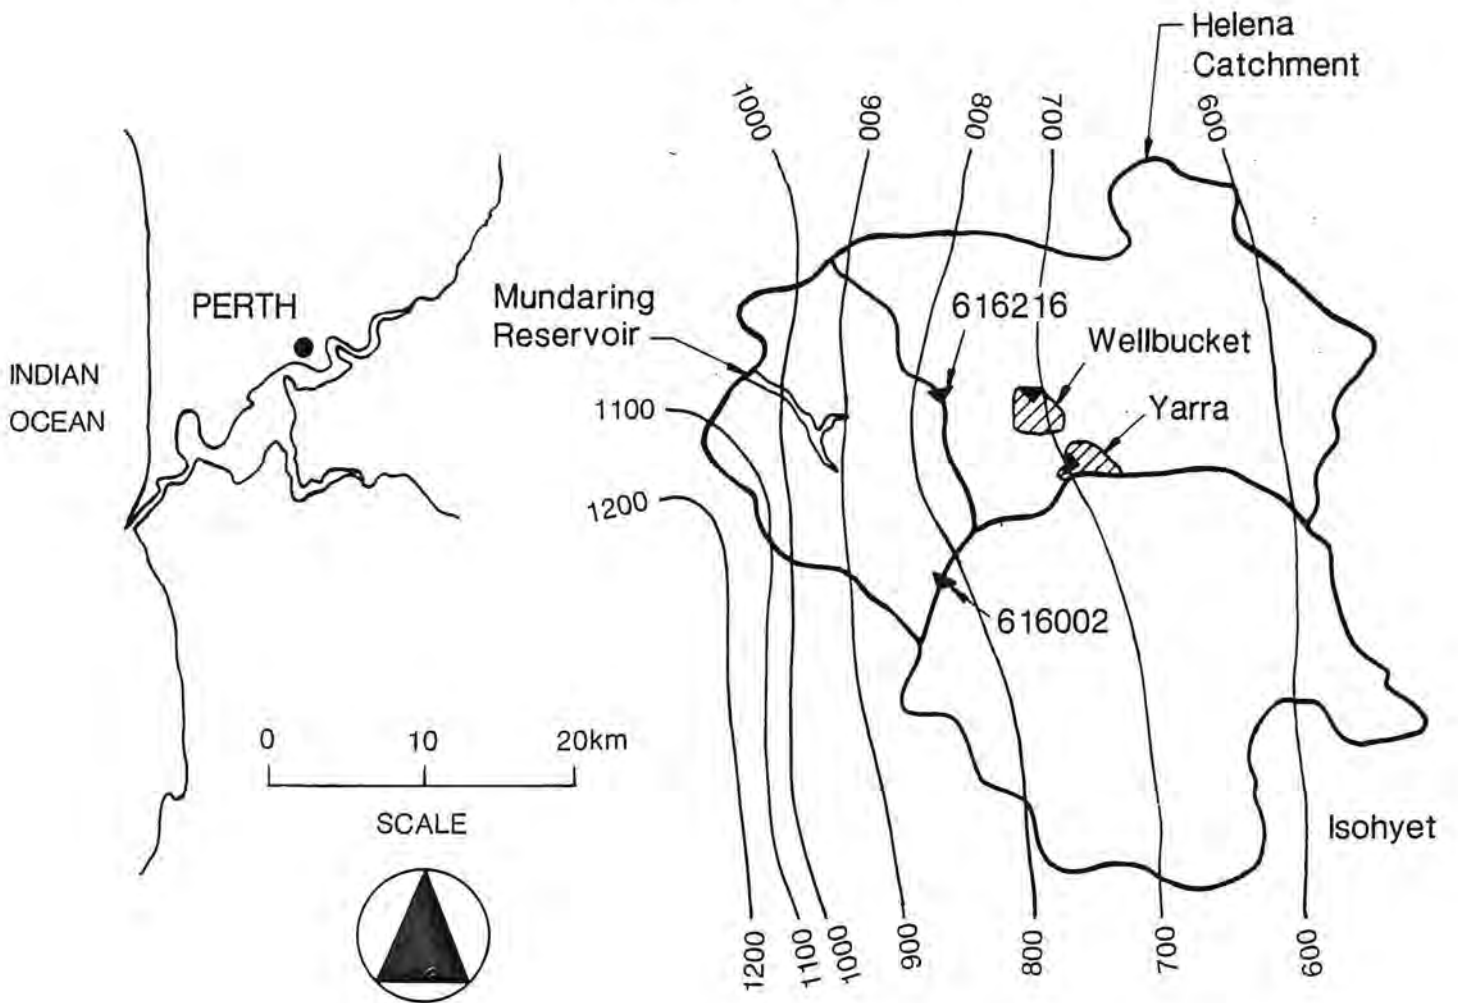 Helena
Catchment
1000
900
800
700
600
PERTH
Mundaring
Reservoir
616216
Wellbucket
INDIAN
OCEAN
1100
Yarra
1200
616002
0 10 20km
SCALE
Isohyet
1200
1100
1000
900
800
700
600